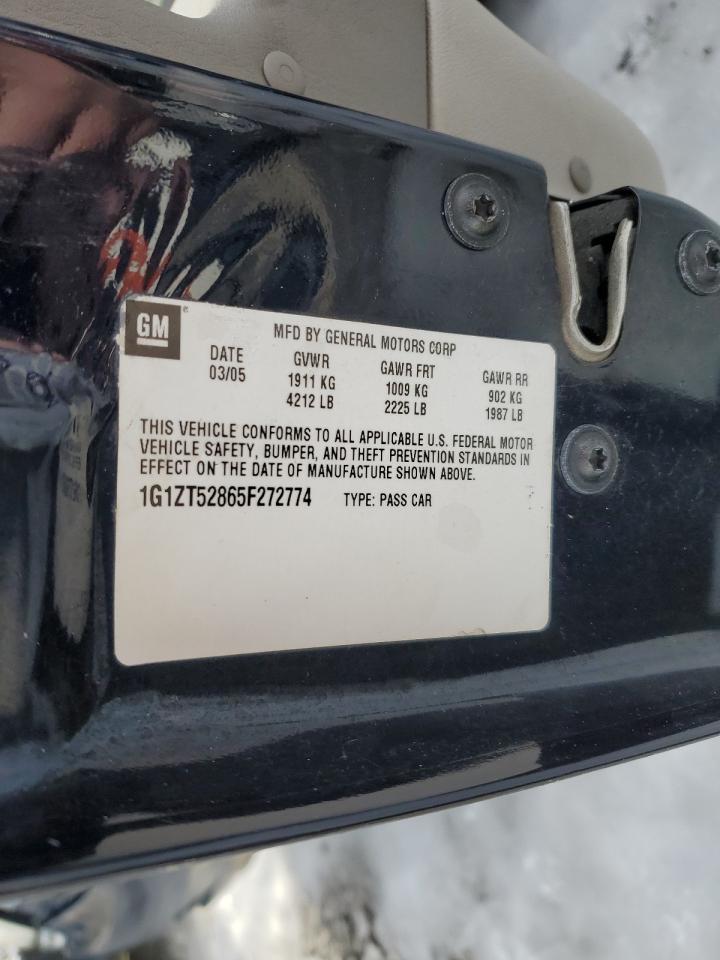 GM®
MFD BY GENERAL MOTORS CORP
DATE GVWR GAWR FRT GAWR RR
03/05 1911 KG 1009 KG 902 KG
4212 LB 2225 LB 1987 LB
THIS VEHICLE CONFORMS TO ALL APPLICABLE U.S. FEDERAL MOTOR
VEHICLE SAFETY, BUMPER, AND THEFT PREVENTION STANDARDS IN
EFFECT ON THE DATE OF MANUFACTURE SHOWN ABOVE.
1G1ZT52865F272774 TYPE: PASS CAR